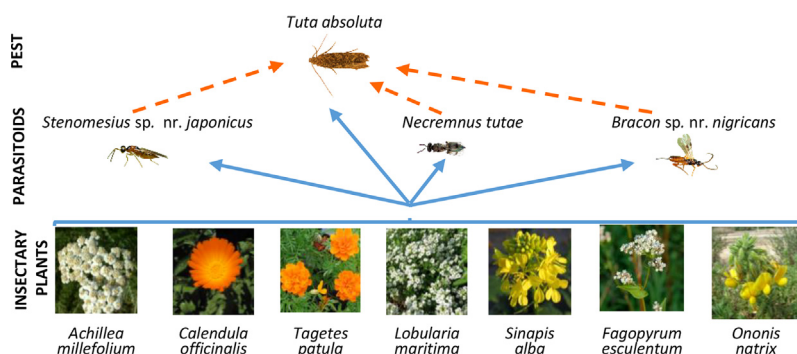 PEST
Tuta absoluta
PARASITOIDS
Stenomesius sp. nr. japonicus
Necremnus tutae
Bracon sp. nr. nigricans
INSECTARY
PLANTS
Achillea
millefolium
Calendula
officinalis
Tagetes
patula
Lobularia
maritima
Sinapis
alba
Fagopyrum
esculentum
Ononis
natrix